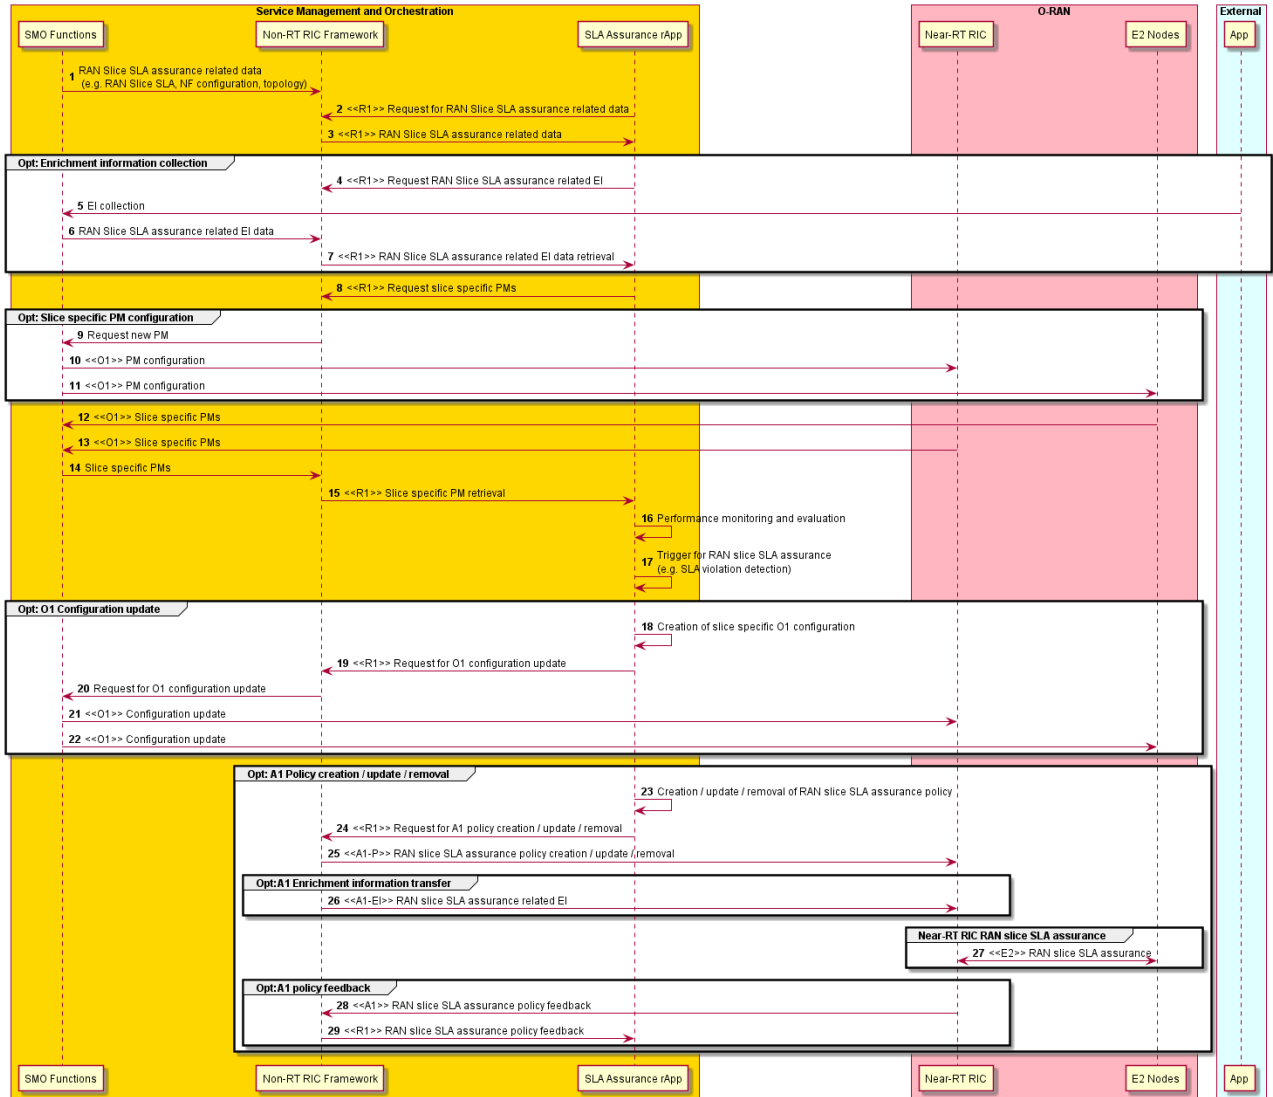 Service Management and Orchestration
O-RAN
External
SMO Functions
Non-RT RIC Framework
SLA Assurance rApp
Near-RT RIC
E2 Nodes
App
1 RAN Slice SLA assurance related data
(e.g. RAN Slice SLA, NF configuration, topology)
2 <<R1>> Request for RAN Slice SLA assurance related data
3 <<R1>> RAN Slice SLA assurance related data
Opt: Enrichment information collection
4 <<R1>> Request RAN Slice SLA assurance related EI
5 EI collection
6 RAN Slice SLA assurance related EI data
7 <<R1>> RAN Slice SLA assurance related EI data retrieval
8 <<R1>> Request slice specific PMs
Opt: Slice specific PM configuration
9 Request new PM
10 <<O1>> PM configuration
11 <<O1>> PM configuration
12 <<O1>> Slice specific PMs
13 <<O1>> Slice specific PMs
14 Slice specific PMs
15 <<R1>> Slice specific PM retrieval
16 Performance monitoring and evaluation
17 Trigger for RAN slice SLA assurance
(e.g. SLA violation detection)
Opt: O1 Configuration update
18 Creation of slice specific O1 configuration
19 <<R1>> Request for O1 configuration update
20 Request for O1 configuration update
21 <<O1>> Configuration update
22 <<O1>> Configuration update
Opt: A1 Policy creation / update / removal
23 Creation / update / removal of RAN slice SLA assurance policy
24 <<R1>> Request for A1 policy creation / update / removal
25 <<A1-P>> RAN slice SLA assurance policy creation / update / removal
Opt:A1 Enrichment information transfer
26 <<A1-EI>> RAN slice SLA assurance related EI
Near-RT RIC RAN slice SLA assurance
27 <<E2>> RAN slice SLA assurance
Opt:A1 policy feedback
28 <<A1>> RAN slice SLA assurance policy feedback
29 <<R1>> RAN slice SLA assurance policy feedback
SMO Functions
Non-RT RIC Framework
SLA Assurance rApp
Near-RT RIC
E2 Nodes
App